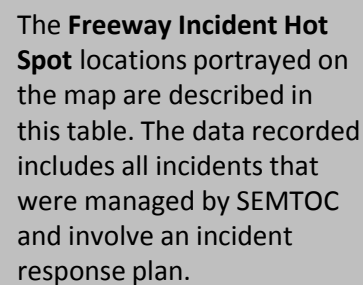 The Freeway Incident Hot
Spot locations portrayed on
the map are described in
this table. The data recorded
includes all incidents that
were managed by SEMTOC
and involve an incident
response plan.